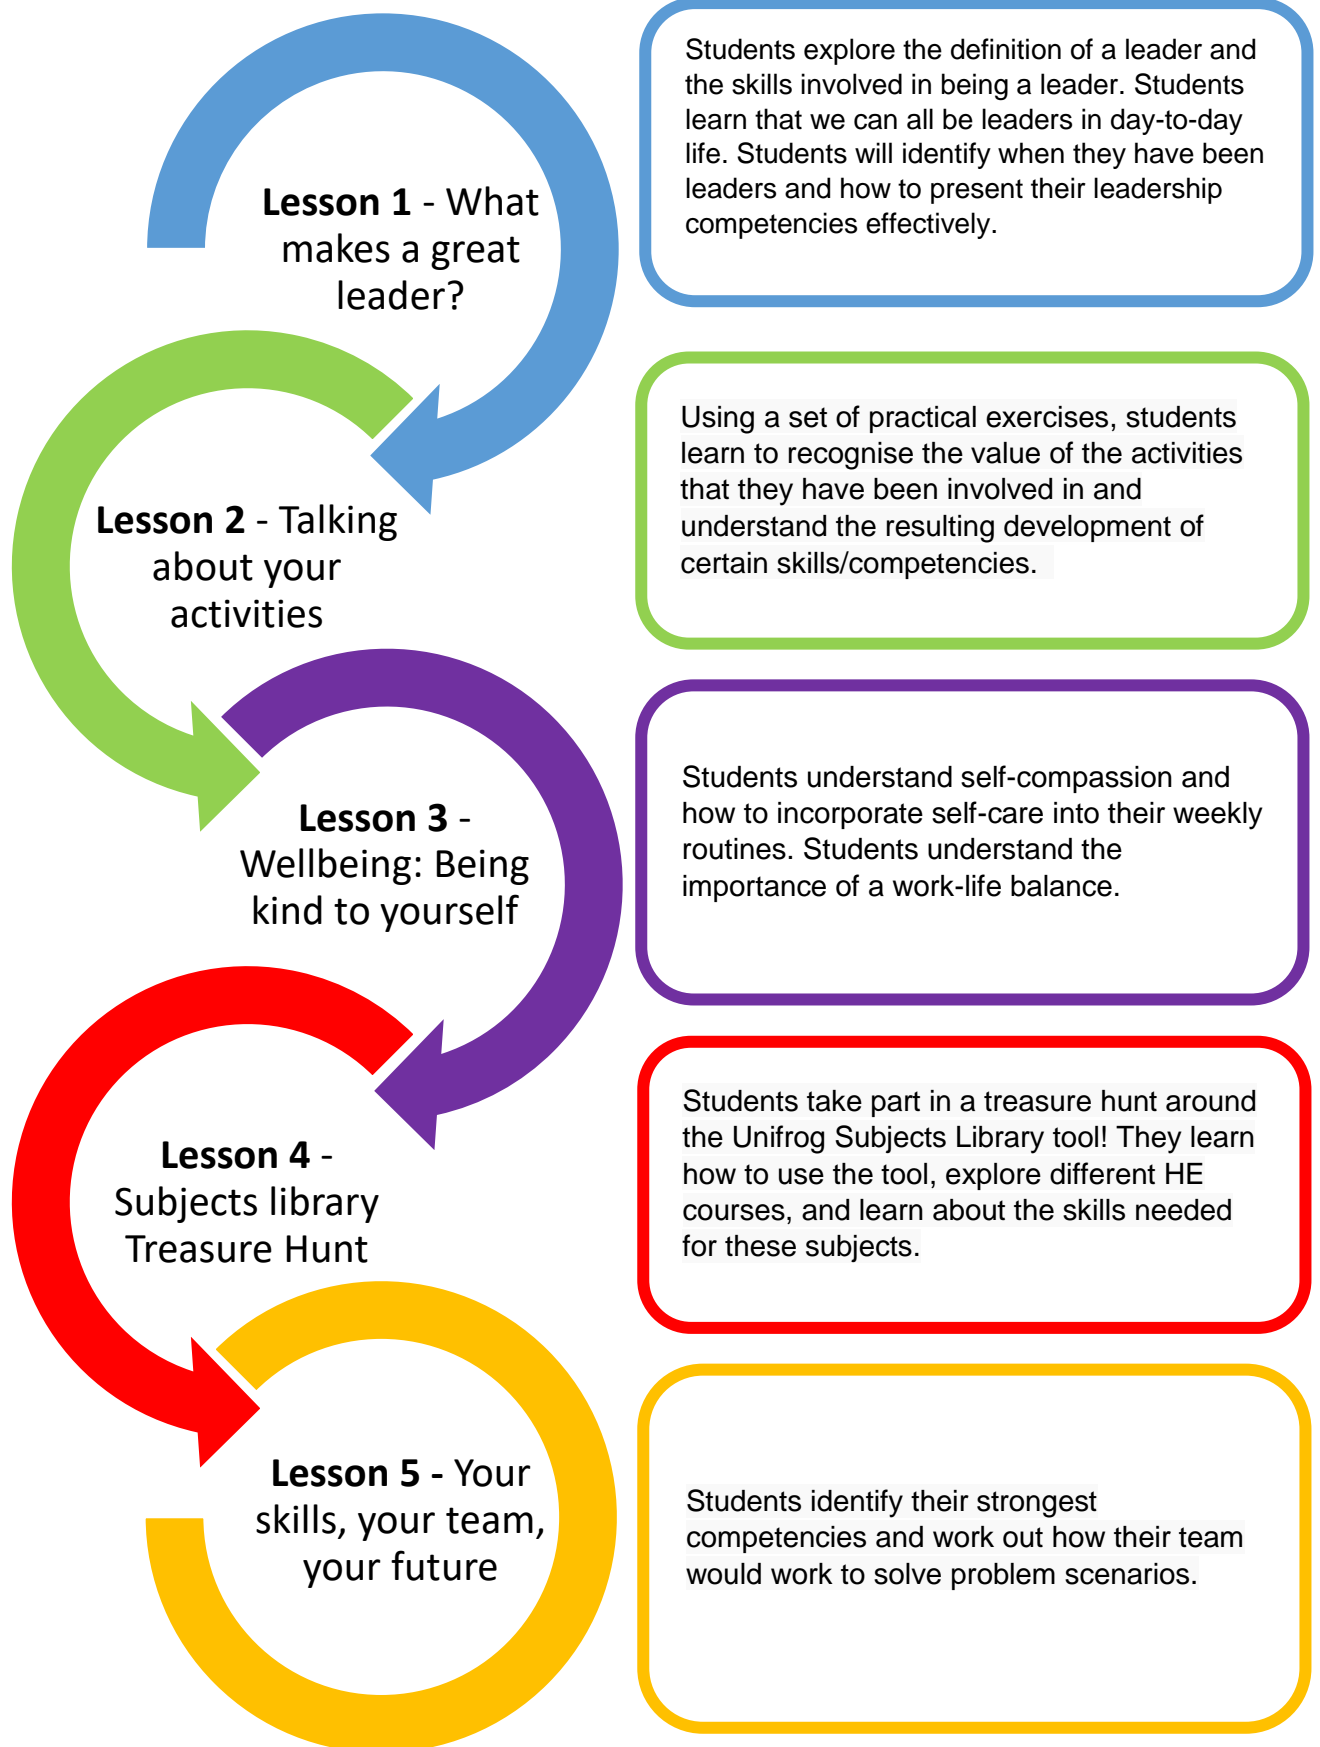 Lesson 1 - What
makes a great
leader?
Students explore the definition of a leader and
the skills involved in being a leader. Students
learn that we can all be leaders in day-to-day
life. Students will identify when they have been
leaders and how to present their leadership
competencies effectively.
Lesson 2 - Talking
about your
activities
Using a set of practical exercises, students
learn to recognise the value of the activities
that they have been involved in and
understand the resulting development of
certain skills/competencies.
Lesson 3 -
Wellbeing: Being
kind to yourself
Students understand self-compassion and
how to incorporate self-care into their weekly
routines. Students understand the
importance of a work-life balance.
Lesson 4 -
Subjects library
Treasure Hunt
Students take part in a treasure hunt around
the Unifrog Subjects Library tool! They learn
how to use the tool, explore different HE
courses, and learn about the skills needed
for these subjects.
Lesson 5 - Your
skills, your team,
your future
Students identify their strongest
competencies and work out how their team
would work to solve problem scenarios.